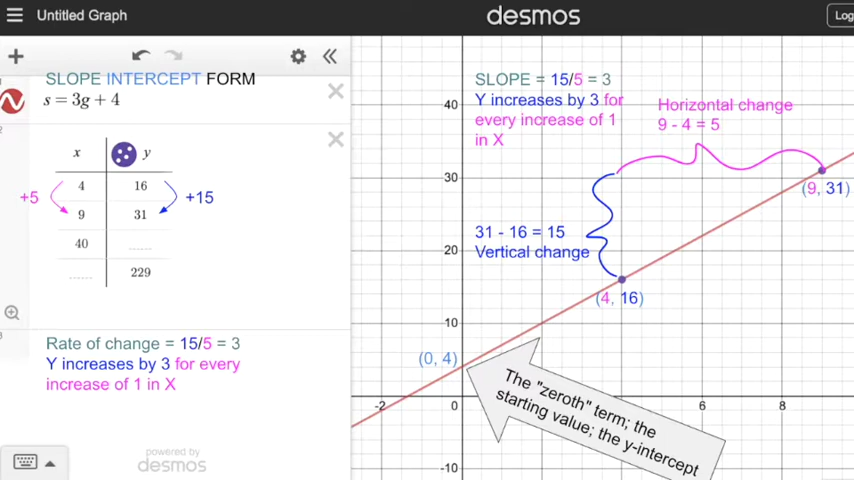 Untitled Graph
desmos
Log
SLOPE INTERCEPT FORM
s = 3g + 4
2
x y
4 16
9 31
40
229
+5
+15
3
Rate of change = 15/5 = 3
Y increases by 3 for every
increase of 1 in X
powered by
desmos
SLOPE = 15/5 = 3
Y increases by 3 for
every increase of 1
in X
Horizontal change
9 - 4 = 5
31 - 16 = 15
Vertical change
(9, 31)
(4, 16)
(0, 4)
The "zeroth" term; the
starting value; the y-intercept
40
30
20
10
0
-10
-2
6
8